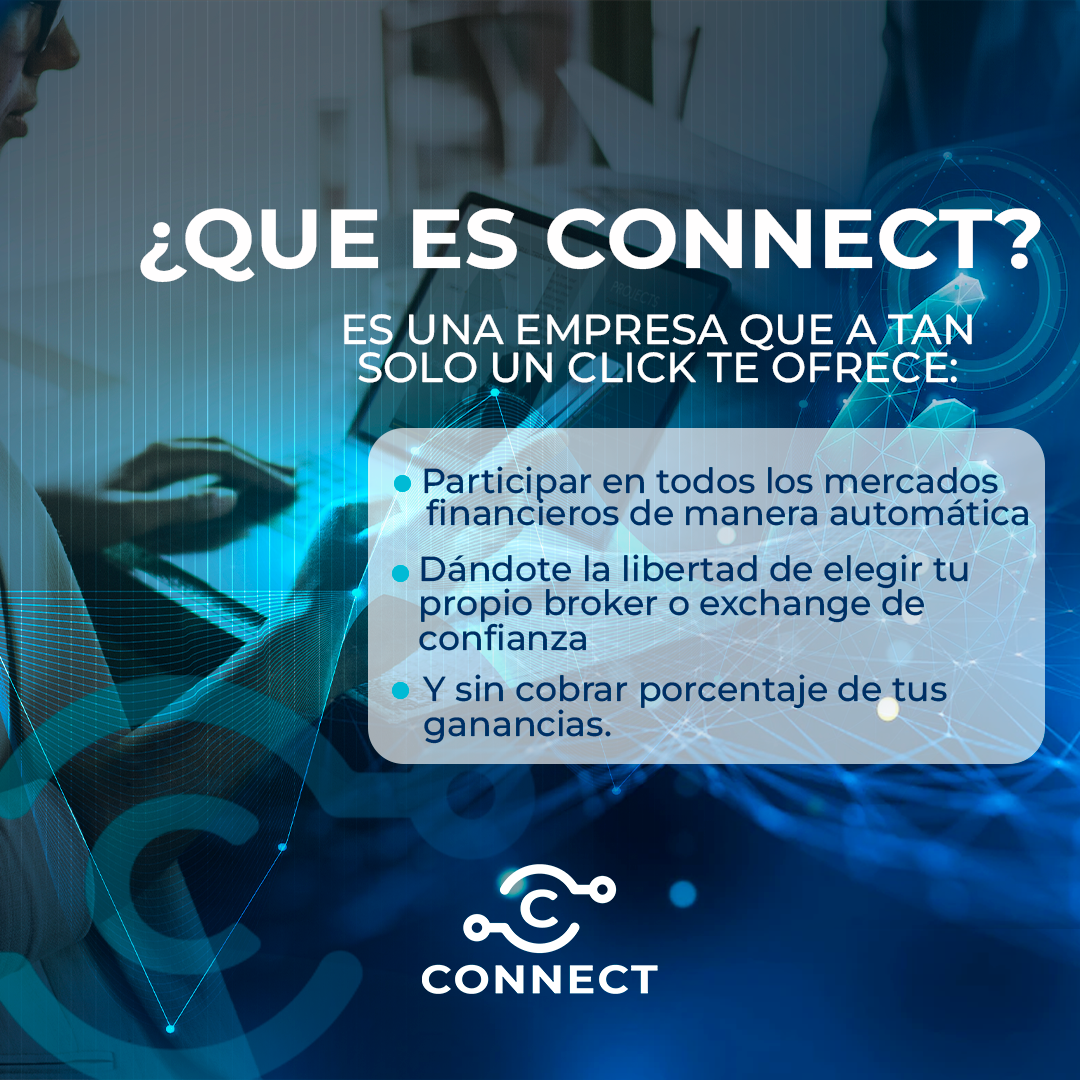 ¿QUE ES CONNECT?
ES UNA EMPRESA QUE A TAN
SOLO UN CLICK TE OFRECE:
Participar en todos los mercados
financieros de manera automática
Dándote la libertad de elegir tu
propio broker o exchange de
confianza
Y sin cobrar porcentaje de tus
ganancias.
PROJECTS
C
C
CONNECT